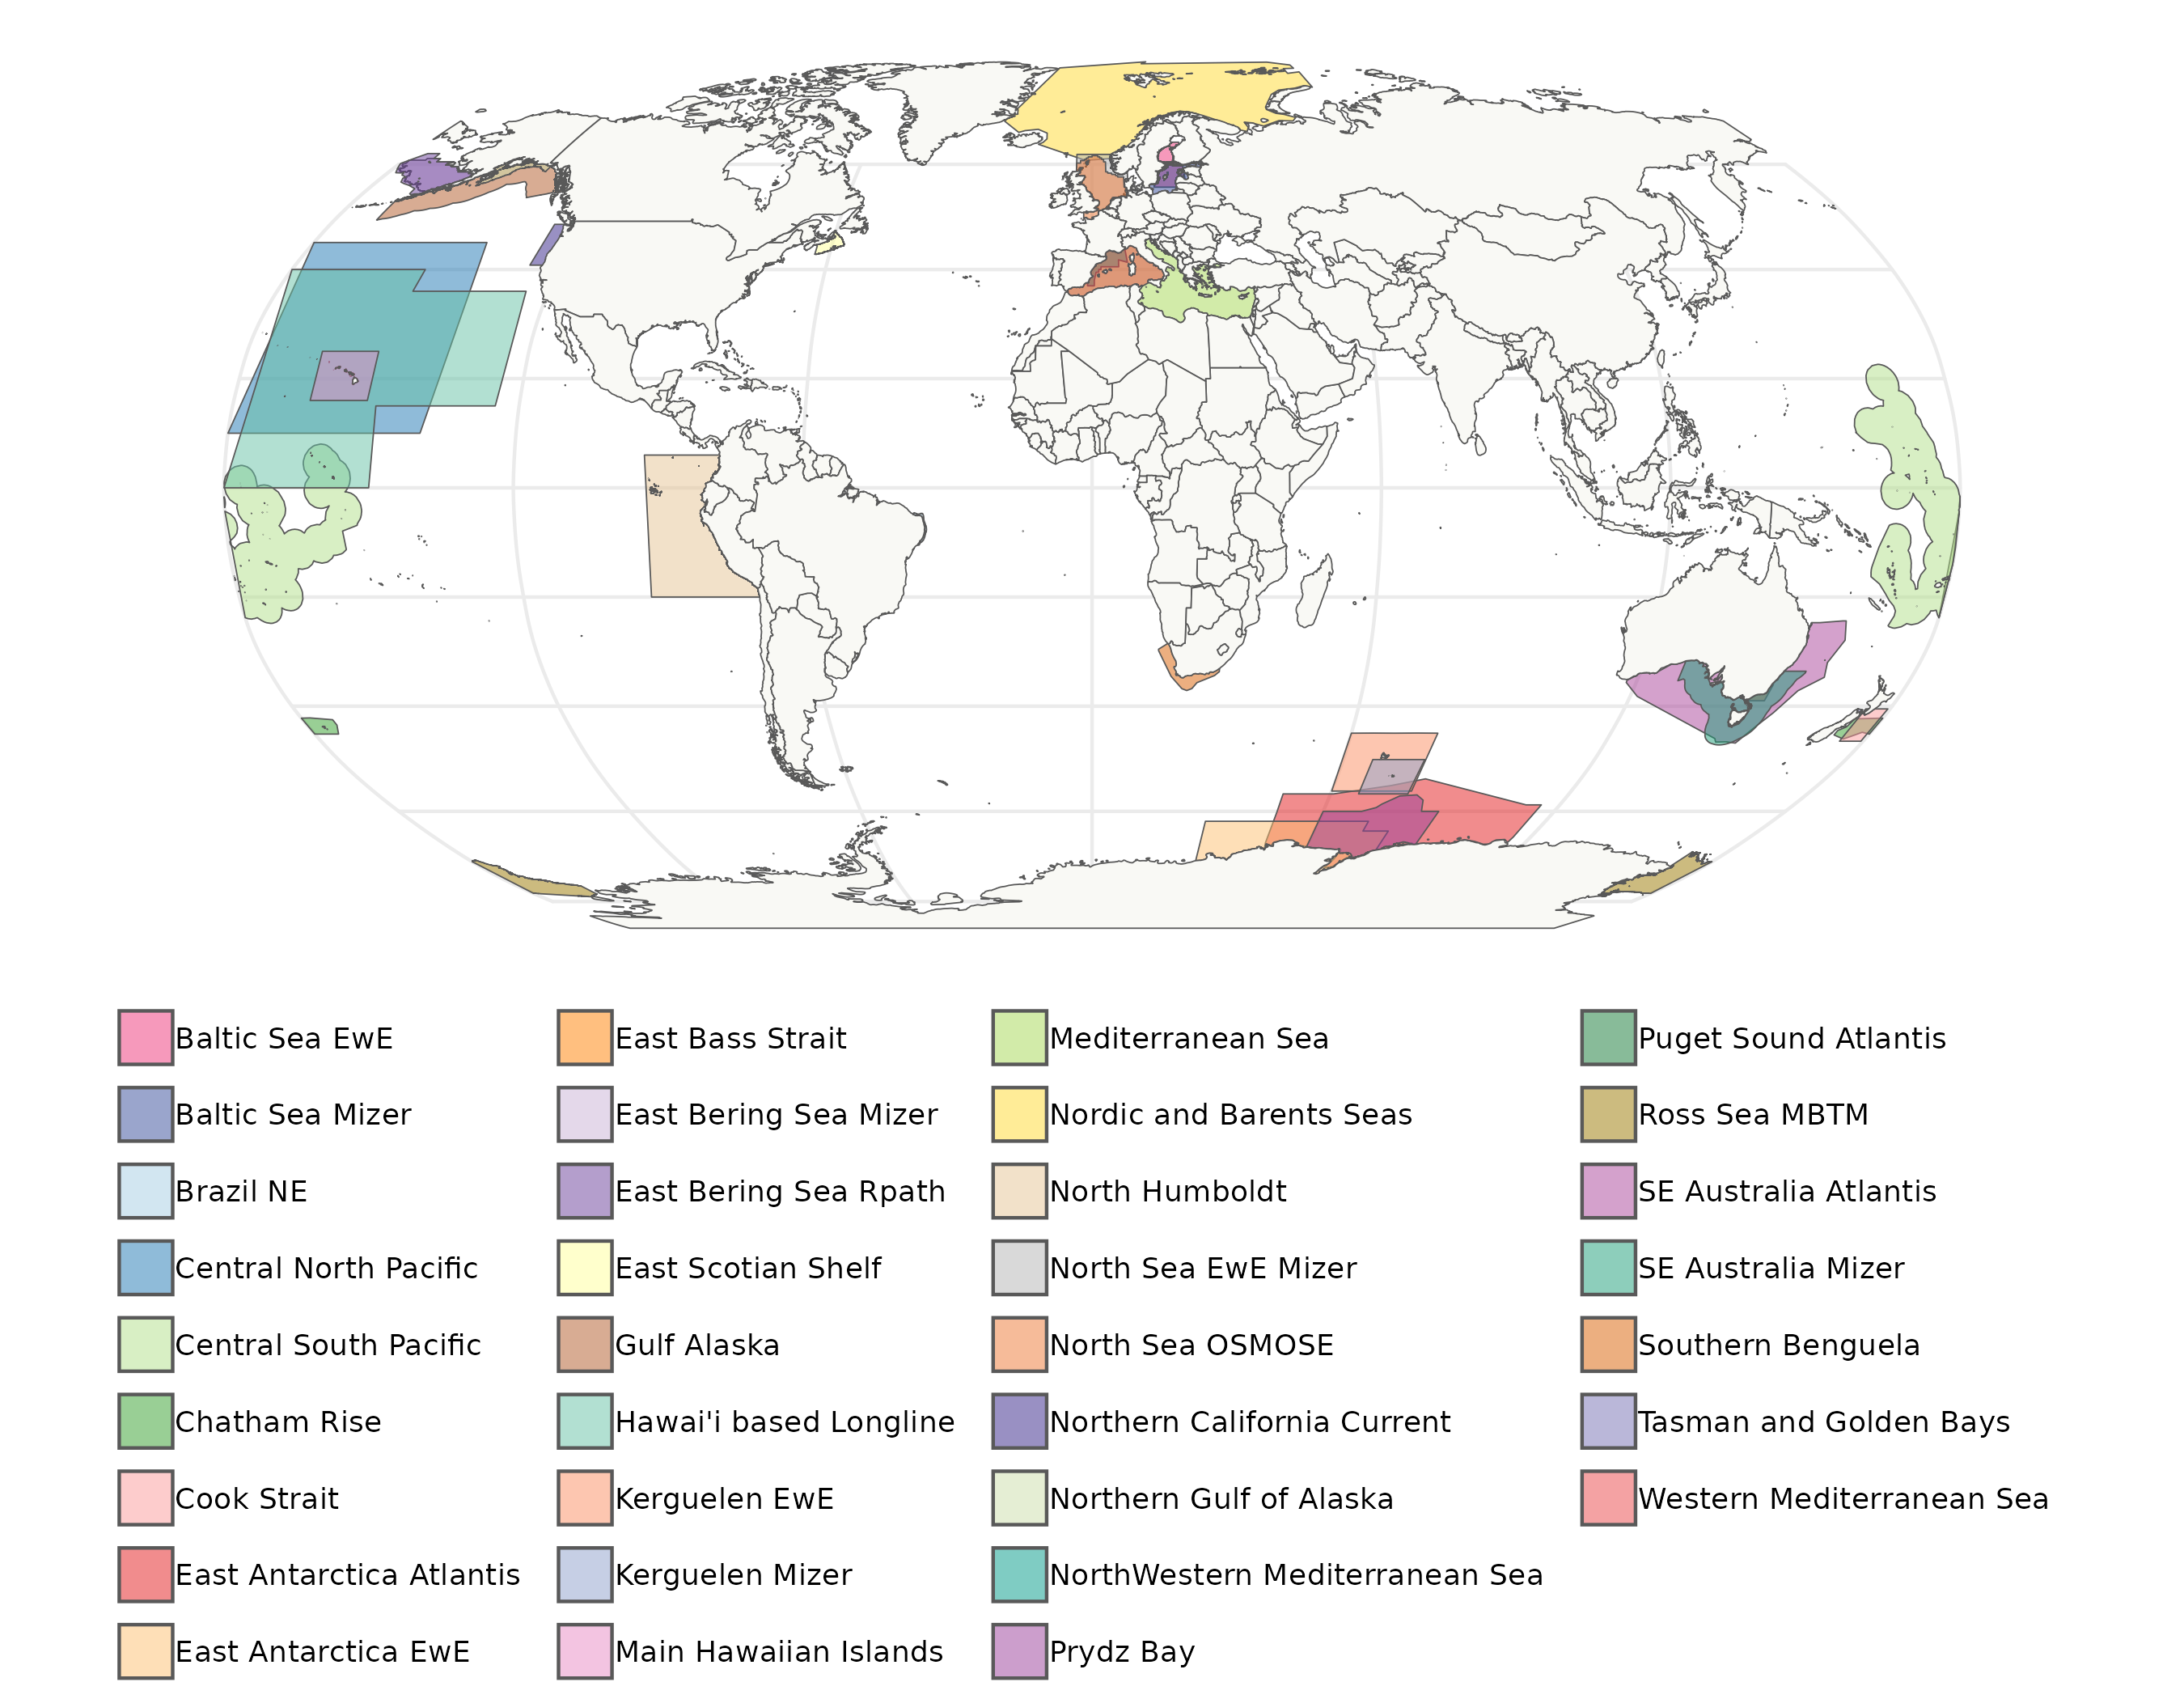 Baltic Sea EwE
Baltic Sea Mizer
Brazil NE
Central North Pacific
Central South Pacific
Chatham Rise
Cook Strait
East Antarctica Atlantis
East Antarctica EwE
East Bass Strait
East Bering Sea Mizer
East Bering Sea Rpath
East Scotian Shelf
Gulf Alaska
Hawai'i based Longline
Kerguelen EwE
Kerguelen Mizer
Main Hawaiian Islands
Mediterranean Sea
Nordic and Barents Seas
North Humboldt
North Sea EwE Mizer
North Sea OSMOSE
Northern California Current
Northern Gulf of Alaska
NorthWestern Mediterranean Sea
Prydz Bay
Puget Sound Atlantis
Ross Sea MBTM
SE Australia Atlantis
SE Australia Mizer
Southern Benguela
Tasman and Golden Bays
Western Mediterranean Sea